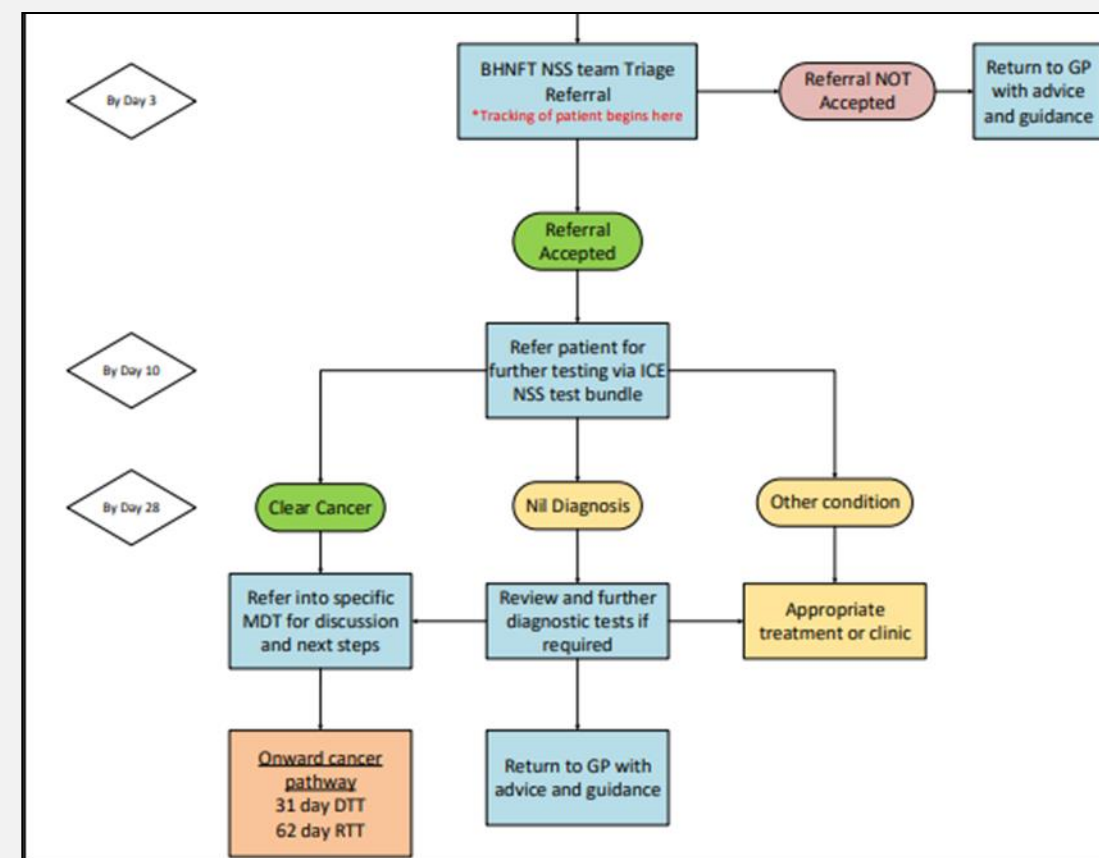 By Day 3
BHNFT NSS team Triage
Referral
*Tracking of patient begins here
Referral NOT
Accepted
Return to GP
with advice
and guidance
Referral
Accepted
By Day 10
Refer patient for
further testing via ICE
NSS test bundle
By Day 28
Clear Cancer
Nil Diagnosis
Other condition
Refer into specific
MDT for discussion
and next steps
Review and further
diagnostic tests if
required
Appropriate
treatment or clinic
Onward cancer
pathway
31 day DTT
62 day RTT
Return to GP with
advice and guidance